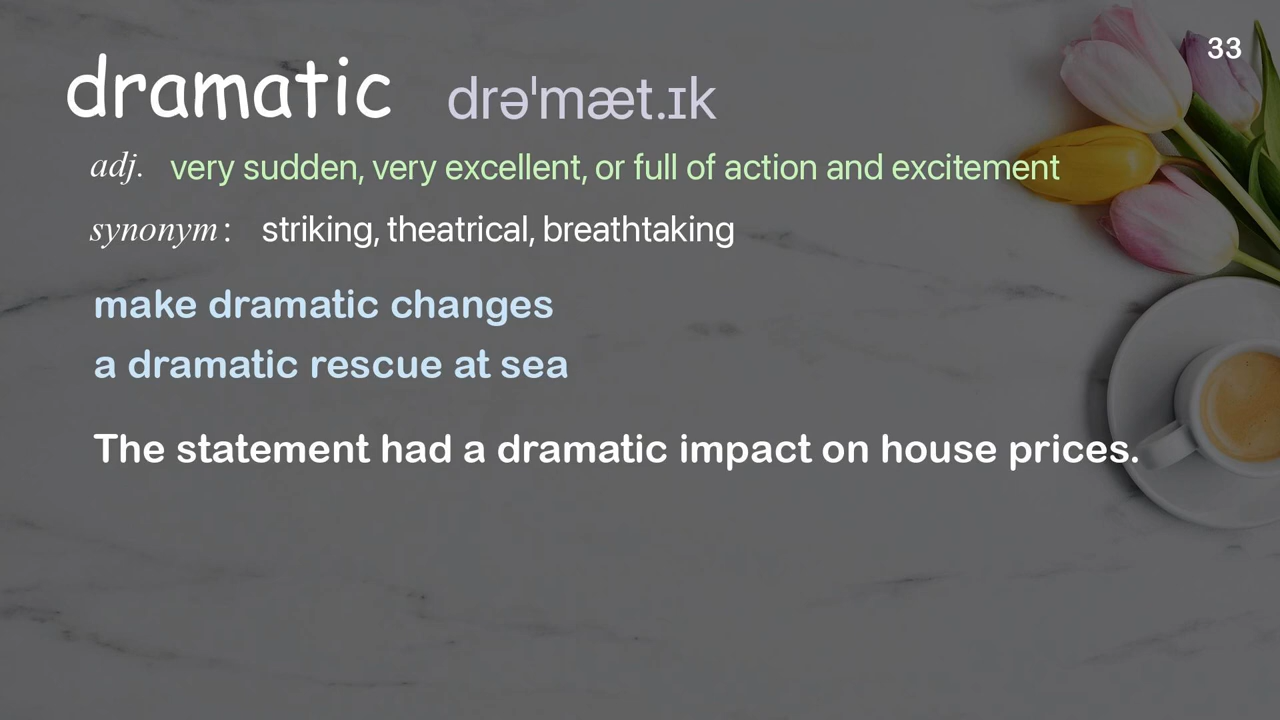 33
dramatic drəˈmæt.ɪk
adj. very sudden, very excellent, or full of action and excitement
synonym: striking, theatrical, breathtaking
make dramatic changes
a dramatic rescue at sea
The statement had a dramatic impact on house prices.